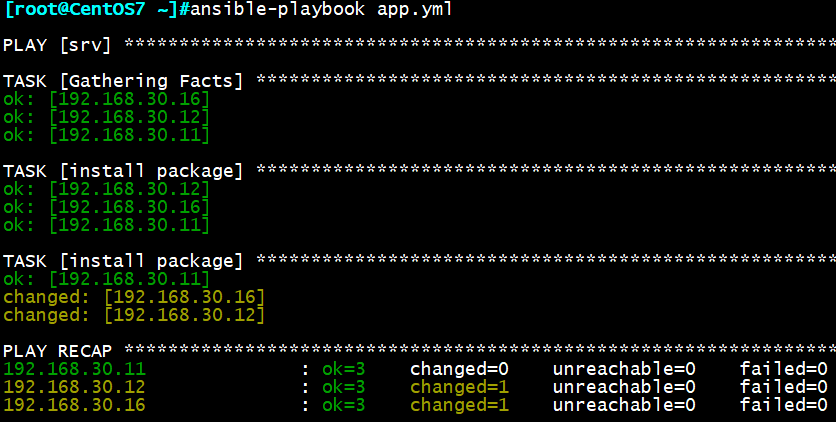 [root@CentOS7 ~]#ansible-playbook app.yml
PLAY [srv] *****************************************************************
TASK [Gathering Facts] *****************************************************
ok: [192.168.30.16]
ok: [192.168.30.12]
ok: [192.168.30.11]
TASK [install package] *****************************************************
ok: [192.168.30.12]
ok: [192.168.30.16]
ok: [192.168.30.11]
TASK [install package] *****************************************************
ok: [192.168.30.11]
changed: [192.168.30.16]
changed: [192.168.30.12]
PLAY RECAP *****************************************************************
192.168.30.11              : ok=3    changed=0    unreachable=0    failed=0
192.168.30.12              : ok=3    changed=1    unreachable=0    failed=0
192.168.30.16              : ok=3    changed=1    unreachable=0    failed=0